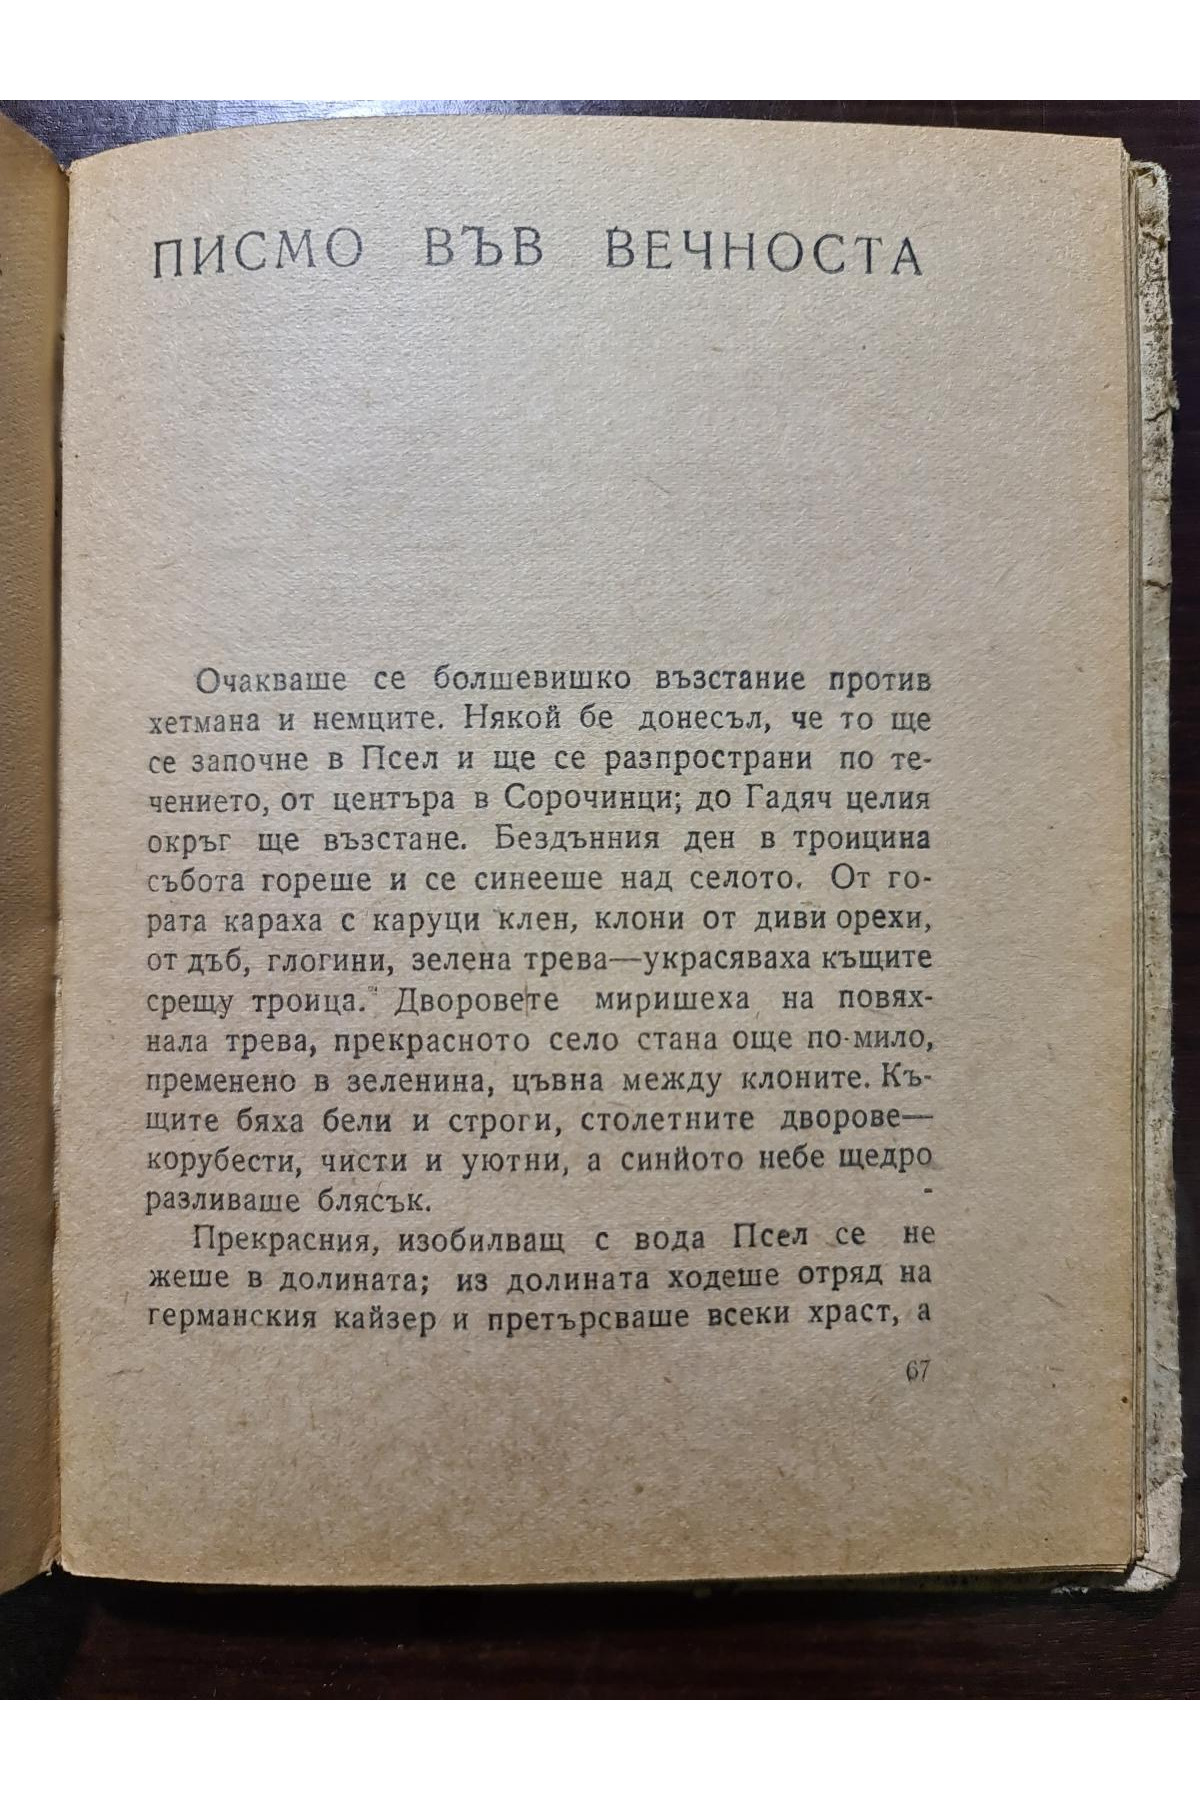 ПИСМО ВЪВ ВЕЧНОСТА
Очакваше се болшевишко възстание против
хетмана и немците. Някой бе донесъл, че то ще
се започне в Псел и ще се разпространи по те-
чението, от центъра в Сорочинци; до Гадяч целия
окръг ще възстане. Бездънния ден в троицина
събота гореше и се синееше над селото. От го-
рата караха с каруци клен, клони от диви орехи,
от дъб, глогини, зелена трева—украсяваха къщите
срещу троица. Дворовете миришеха на повях-
нала трева, прекрасното село стана още по-мило,
пременено в зеленина, цъвна между клоните. Къ-
щите бяха бели и строги, столетните дворове—
корубести, чисти и уютни, а синйото небе щедро
разливаше блясък.
Прекрасния, изобилващ с вода Псел се не
жеше в долината; из долината ходеше отряд на
германския кайзер и претърсваше всеки храст, а
67